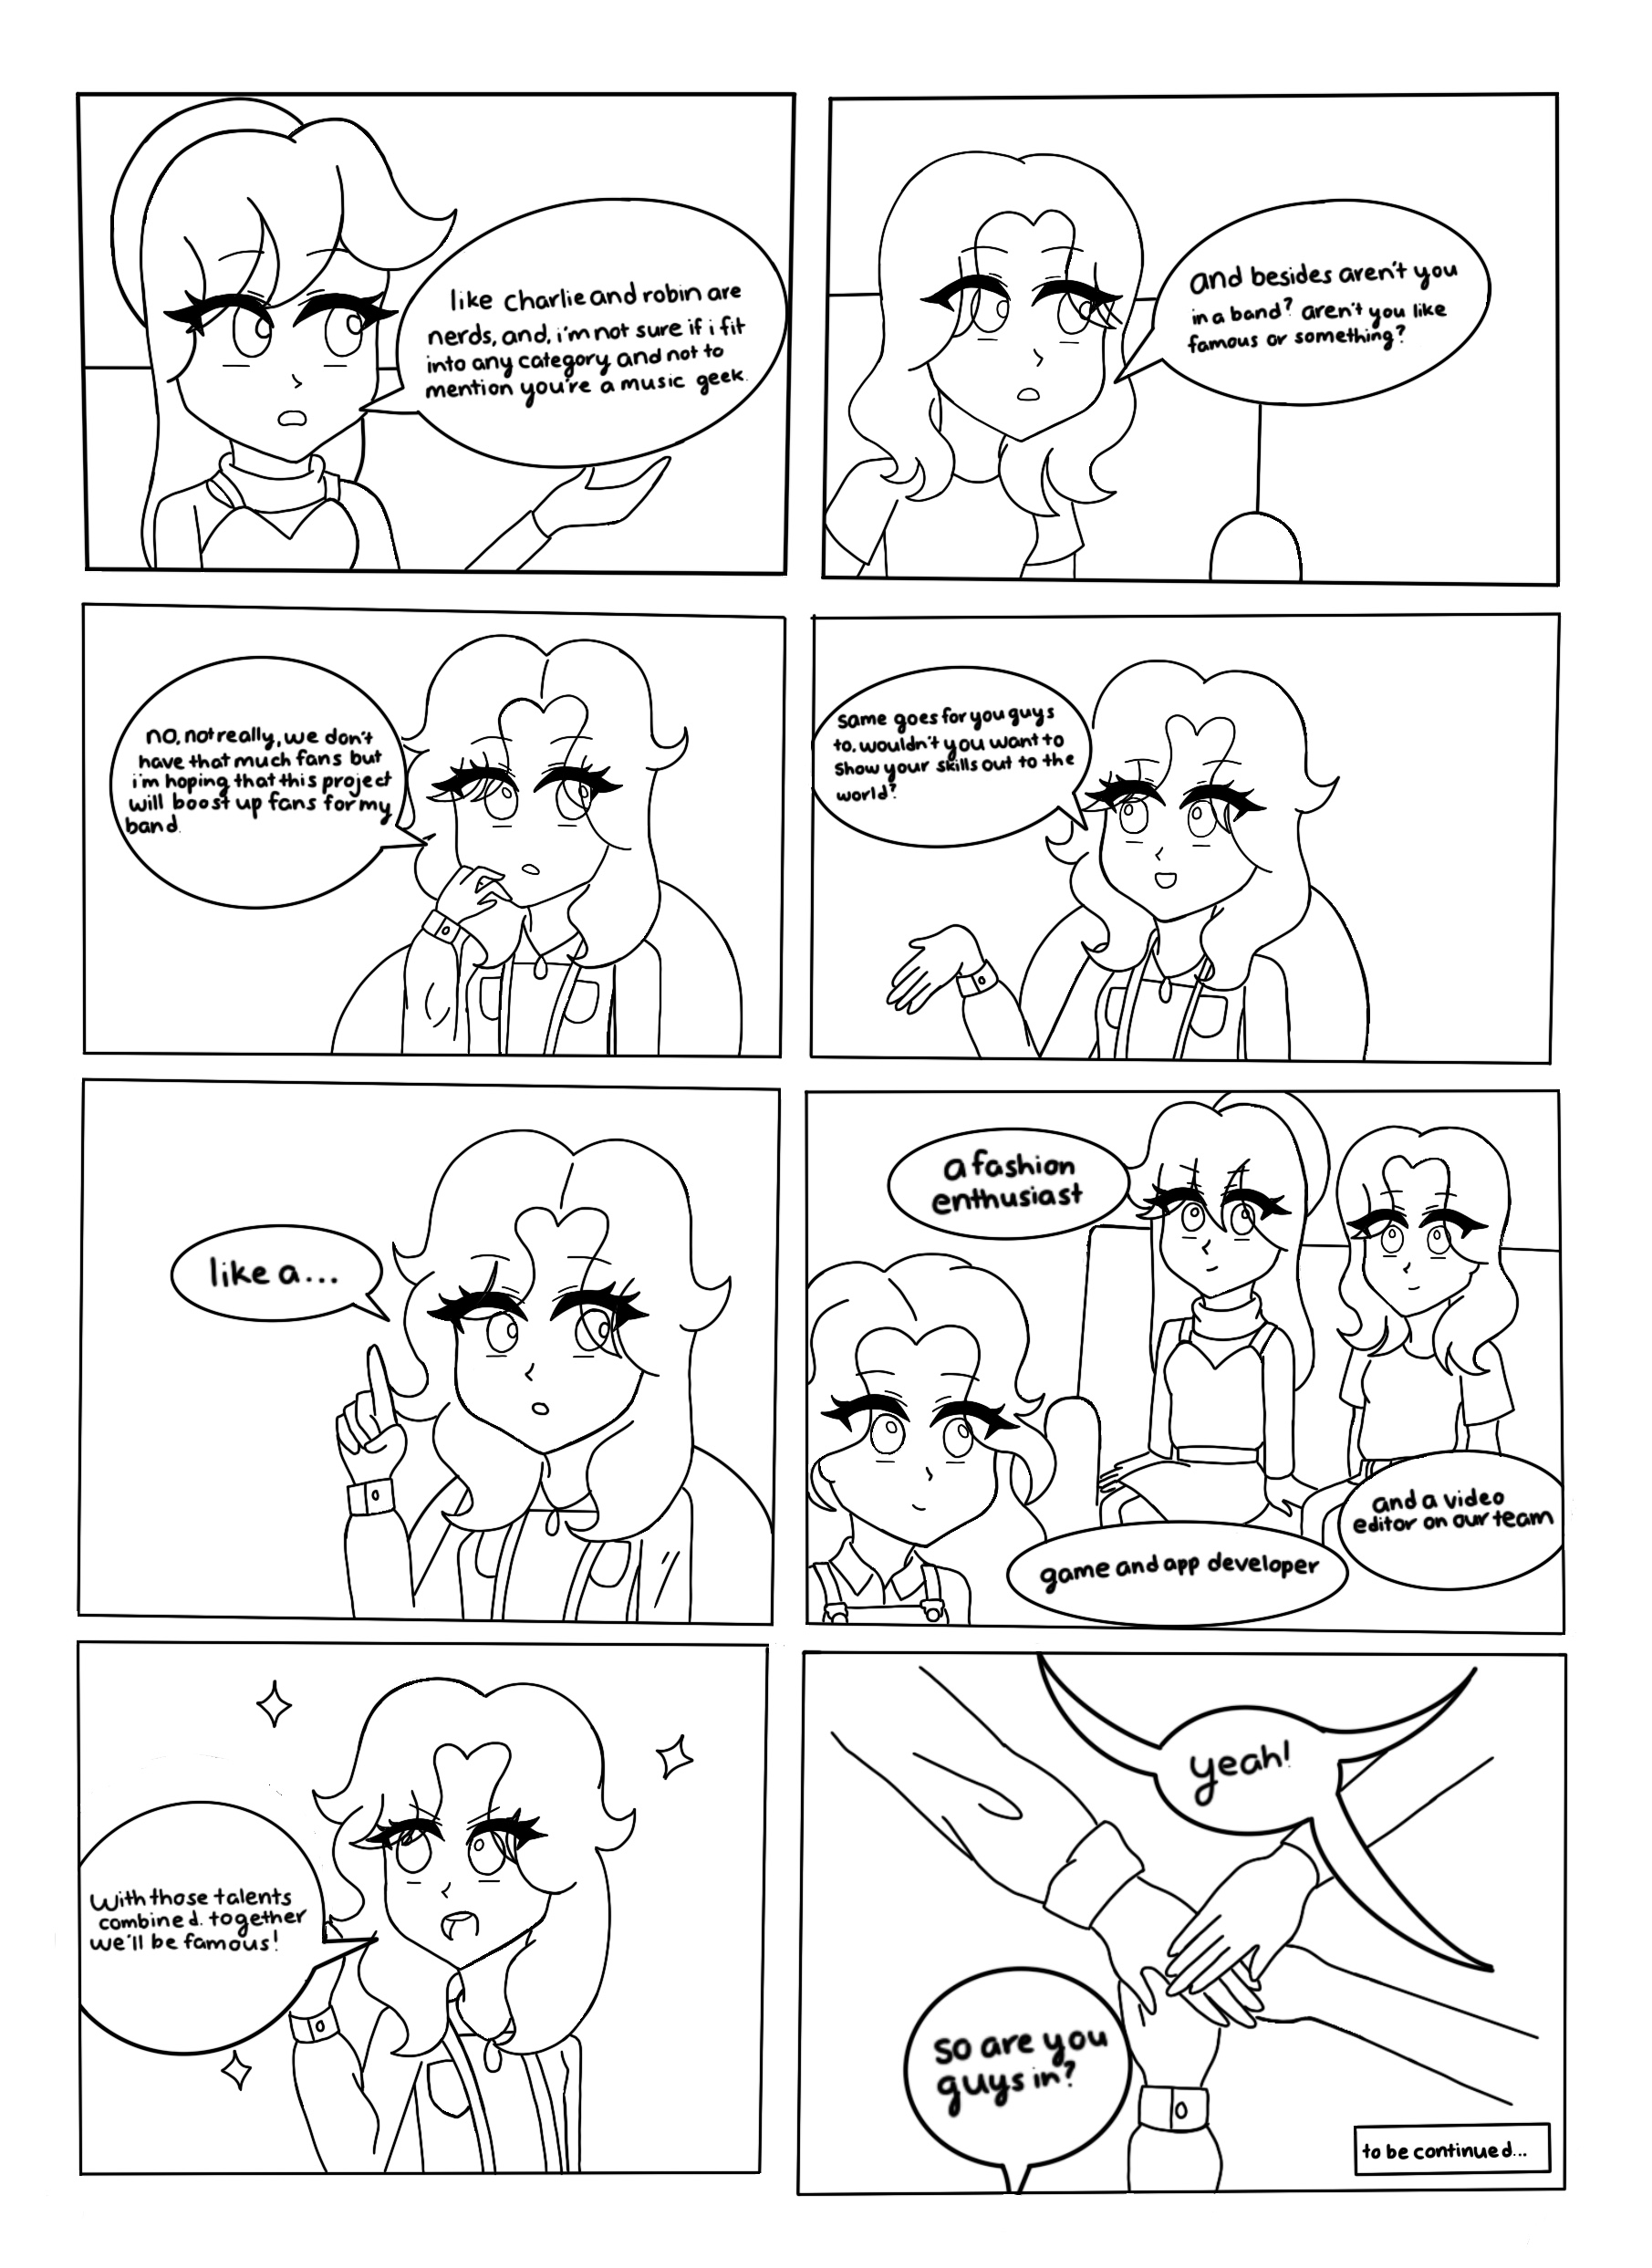 like charlie and robin are
nerds, and, i'm not sure if i fit
into any category and not to
mention you're a music geek.
and besides aren't you
in a band? aren't you like
famous or something?
no, not really, we don't
have that much fans but
i'm hoping that this project
will boost up fans for my
band.
same goes for you guys
to, wouldn't you want to
show your skills out to the
world?
like a...
a fashion
enthusiast
game and app developer
and a video
editor on our team
with those talents
combined. together
we'll be famous!
yeah!
so are you
guys in?
to be continued...